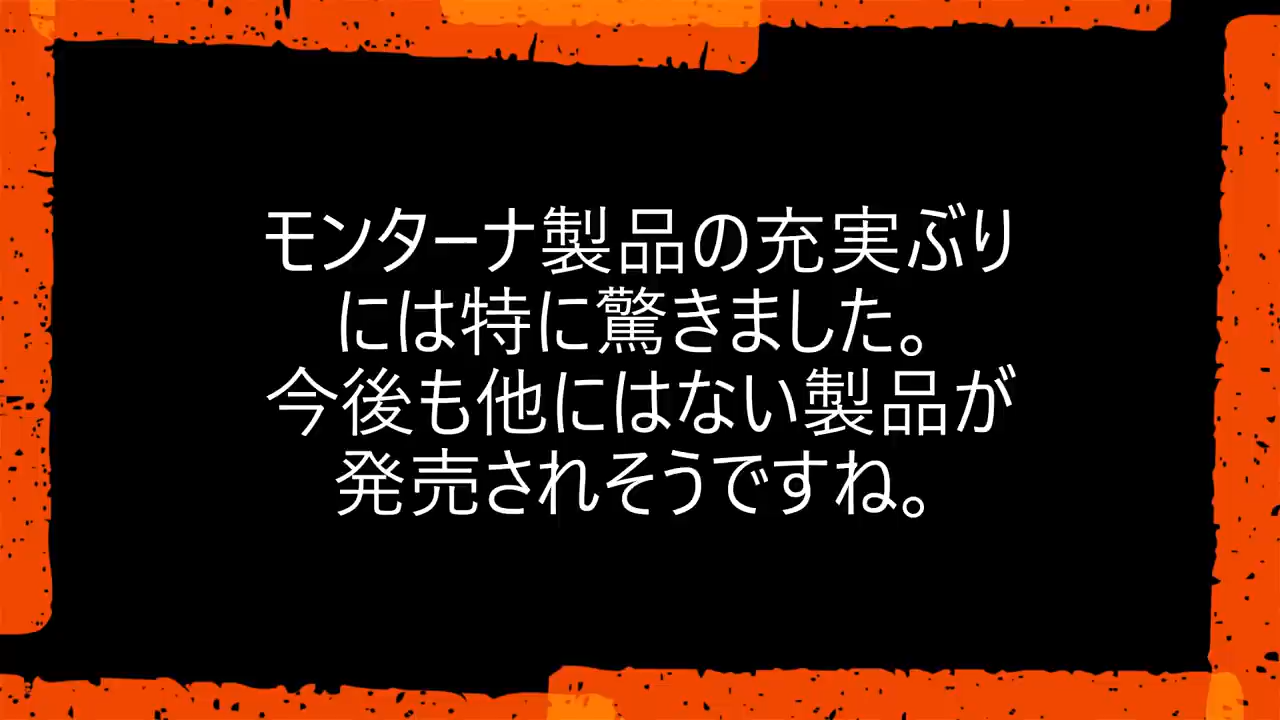 モンターナ製品の充実ぶり
には特に驚きました。
今後も他にはない製品が
発売されそうですね。